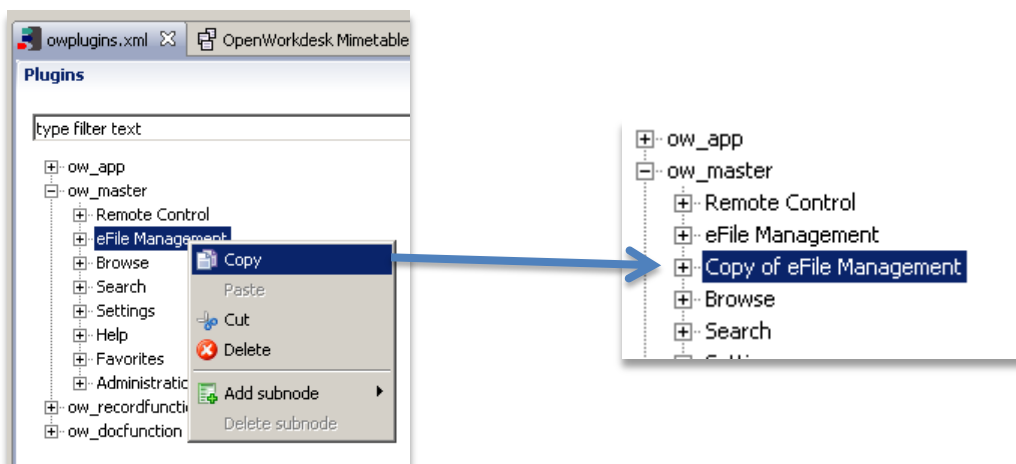 owplugins.xml
OpenWorkdesk Mimetable
Plugins
type filter text
ow_app
ow_master
Remote Control
eFile Management
Browse
Search
Settings
Help
Favorites
Administratic
ow_recordfuncti
ow_docfunction
Copy
Paste
Cut
Delete
Add subnode
Delete subnode
ow_app
ow_master
Remote Control
eFile Management
Copy of eFile Management
Browse
Search